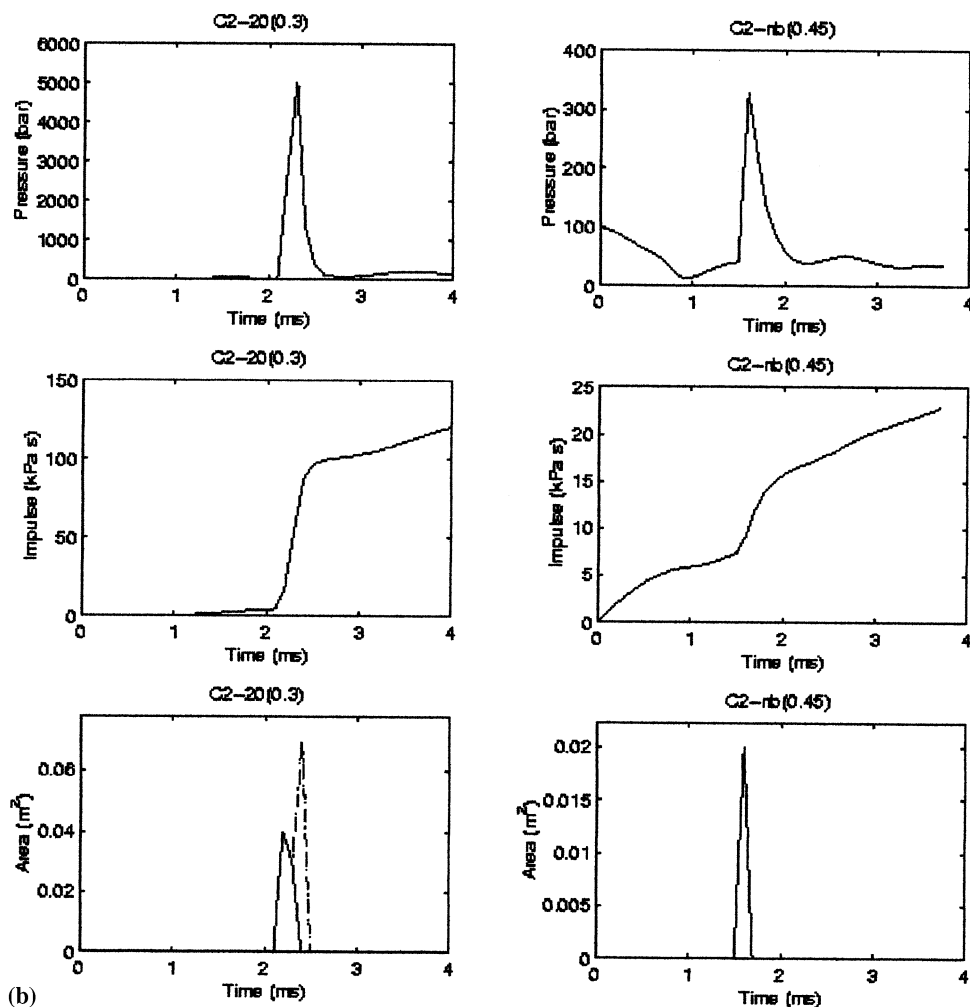 C2-20(0.3)
6000
5000
4000
3000
2000
1000
0
Pressure (bar)
0 1 2 3 4
Time (ms)
C2-nb(0.45)
400
300
200
100
0
Pressure (bar)
0 1 2 3 4
Time (ms)
C2-20(0.3)
150
100
50
0
Impulse (kPa s)
0 1 2 3 4
Time (ms)
C2-nb(0.45)
25
20
15
10
5
0
Impulse (kPa s)
0 1 2 3 4
Time (ms)
C2-20(0.3)
0.06
0.04
0.02
0
Area (m²)
0 1 2 3 4
Time (ms)
C2-nb(0.45)
0.02
0.015
0.01
0.005
0
Area (m²)
0 1 2 3 4
Time (ms)
(b)